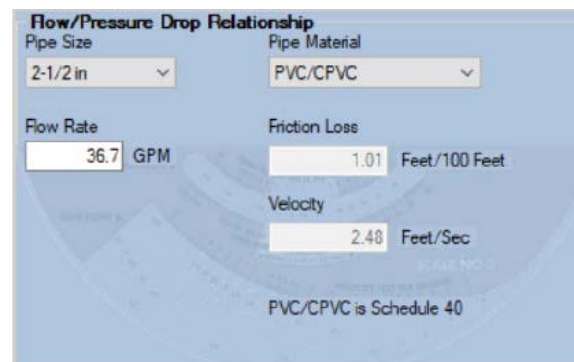 Flow/Pressure Drop Relationship
Pipe Size
Pipe Material
2-1/2 in
PVC/CPVC
Flow Rate
Friction Loss
36.7 GPM
1.01 Feet/100 Feet
Velocity
2.48 Feet/Sec
PVC/CPVC is Schedule 40